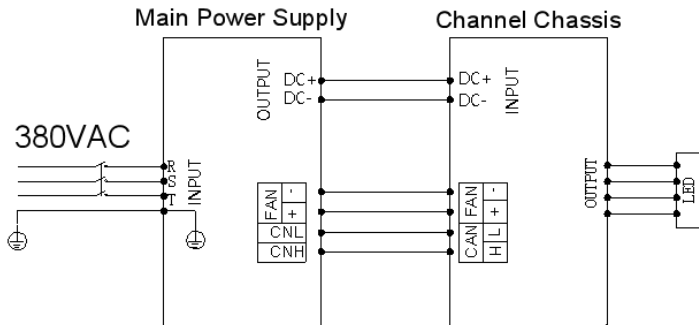 Main Power Supply
Channel Chassis
380VAC
R
S
T
INPUT
OUTPUT
DC+
DC-
DC+
DC-
INPUT
FAN
-
+
CNL
CNH
FAN
-
+
CAN
L
H
OUTPUT
LED